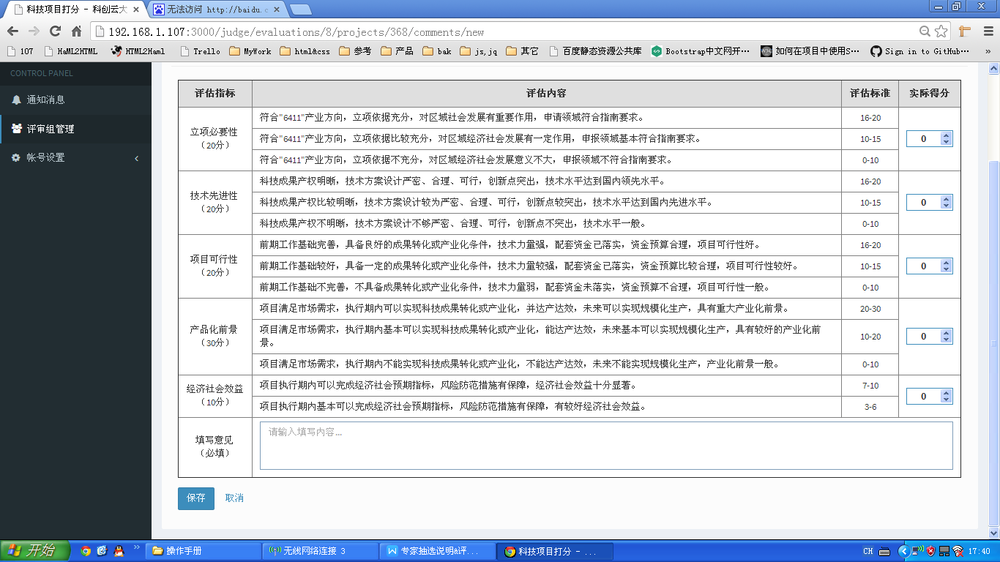 科技项目打分 - 科创云大
无法访问 http://baidu.c
192.168.1.107:3000/judge/evaluations/8/projects/368/comments/new
107
HaML2HTML
HTML2Haml
Trello
MyWork
html&css
参考
产品
bak
js,jq
其它
百度静态资源公共库
Bootstrap中文网开…
如何在项目中使用S…
Sign in to GitHub…
»
CONTROL PANEL
通知消息
评审组管理
帐号设置
评估指标 评估内容 评估标准 实际得分
立项必要性
（20分）
符合"6411"产业方向，立项依据充分，对区域社会发展有重要作用，申请领域符合指南要求。 16-20
符合"6411"产业方向，立项依据比较充分，对区域经济社会发展有一定作用，申报领域基本符合指南要求。 10-15
符合"6411"产业方向，立项依据不充分，对区域经济社会发展意义不大，申报领域不符合指南要求。 0-10
0
技术先进性
（20分）
科技成果产权明晰，技术方案设计严密、合理、可行，创新点突出，技术水平达到国内领先水平。 16-20
科技成果产权比较明晰，技术方案设计较为严密、合理、可行，创新点较突出，技术水平达到国内先进水平。 10-15
科技成果产权不明晰，技术方案设计不够严密、合理、可行，创新点不突出，技术水平一般。 0-10
0
项目可行性
（20分）
前期工作基础完善，具备良好的成果转化或产业化条件，技术力量强，配套资金已落实，资金预算合理，项目可行性好。 16-20
前期工作基础较好，具备一定的成果转化或产业化条件，技术力量较强，配套资金已落实，资金预算比较合理，项目可行性较好。 10-15
前期工作基础不完善，不具备成果转化或产业化条件，技术力量弱，配套资金未落实，资金预算不合理，项目可行性一般。 0-10
0
产品化前景
（30分）
项目满足市场需求，执行期内可以实现科技成果转化或产业化，并达产达效，未来可以实现规模化生产，具有重大产业化前景。 20-30
项目满足市场需求，执行期内基本可以实现科技成果转化或产业化，能达产达效，未来基本可以实现规模化生产，具有较好的产业化前
景。 10-20
项目满足市场需求，执行期内不能实现科技成果转化或产业化，不能达产达效，未来不能实现规模化生产，产业化前景一般。 0-10
0
经济社会效益
（10分）
项目执行期内可以完成经济社会预期指标，风险防范措施有保障，经济社会效益十分显著。 7-10
项目执行期内基本可以完成经济社会预期指标，风险防范措施有保障，有较好经济社会效益。 3-6
0
填写意见
（必填）
请输入填写内容...
保存 取消
开始
»
操作手册
无线网络连接 3
专家抽选说明&评...
科技项目打分 - ...
CH
17:40